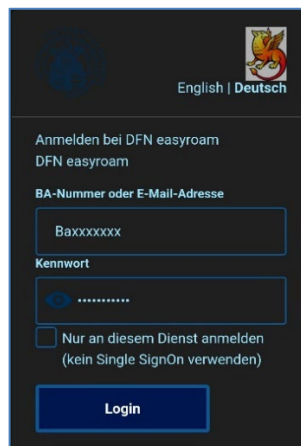 English | Deutsch
Anmelden bei DFN easyroam
DFN easyroam
BA-Nummer oder E-Mail-Adresse
Baxxxxxxx
Kennwort
•••••••••••
Nur an diesem Dienst anmelden
(kein Single SignOn verwenden)
Login